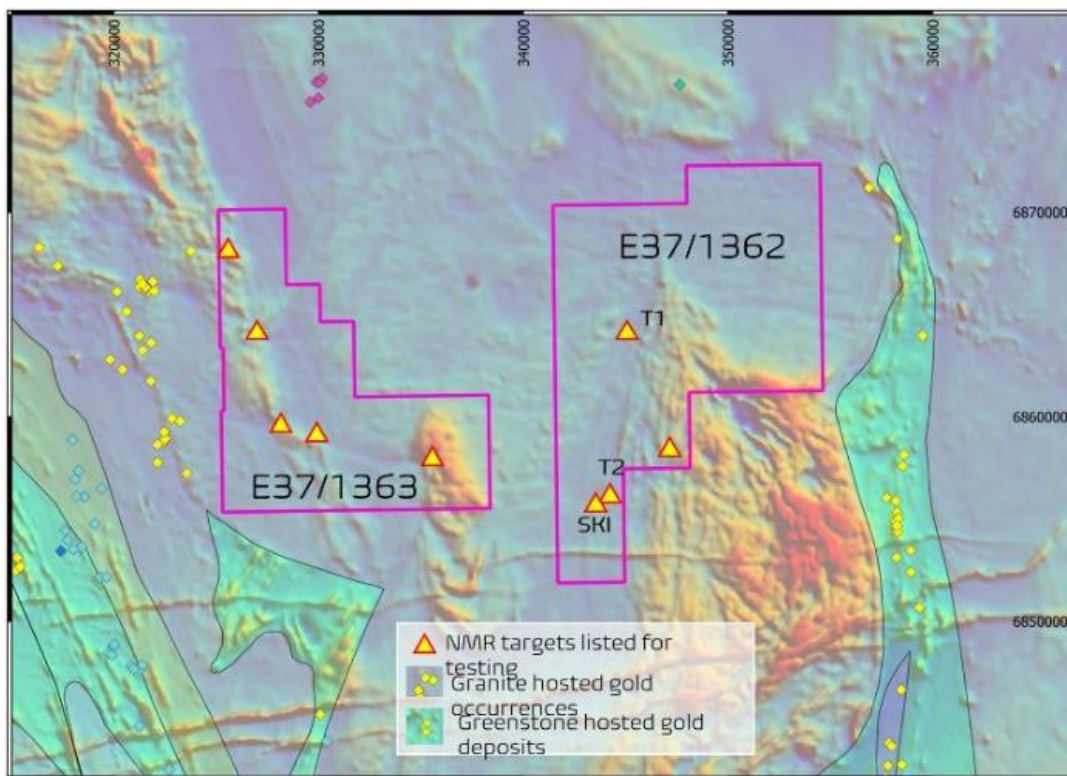 320000
330000
340000
350000
360000
6870000
E37/1362
T1
6860000
T2
E37/1363
SKI
6850000
NMR targets listed for
testing
Granite hosted gold
occurrences
Greenstone hosted gold
deposits